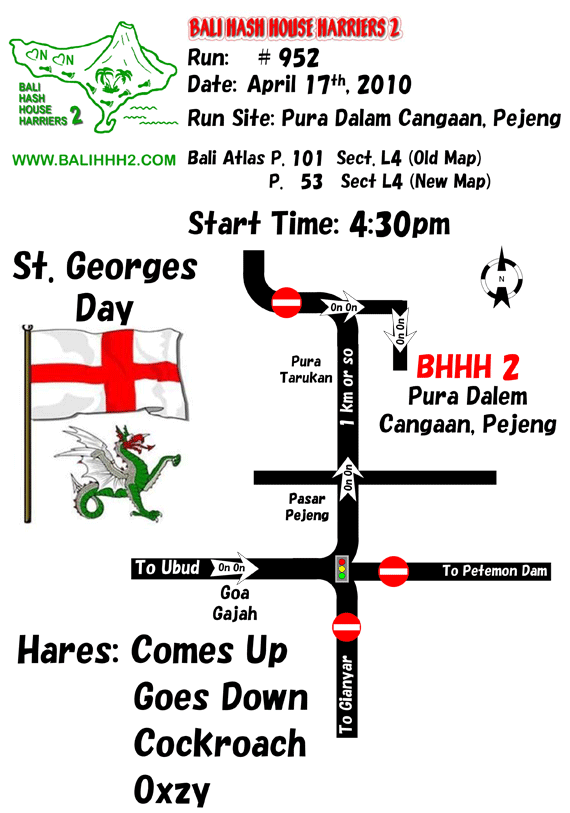 BALI HASH HOUSE HARRIERS 2
Run: # 952
Date: April 17th, 2010
Run Site: Pura Dalam Cangaan, Pejeng
ON ON
BALI
HASH
HOUSE
HARRIERS 2
WWW.BALIHHH2.COM
Bali Atlas P. 101 Sect. L4 (Old Map)
P. 53 Sect L4 (New Map)
Start Time: 4:30pm
St. Georges
Day
N
On On
On On
Pura
Tarukan
1 km or so
BHHH 2
Pura Dalem
Cangaan, Pejeng
On On
Pasar
Pejeng
To Ubud
On On
To Petemon Dam
Goa
Gajah
To Gianyar
Hares: Comes Up
Goes Down
Cockroach
Oxzy